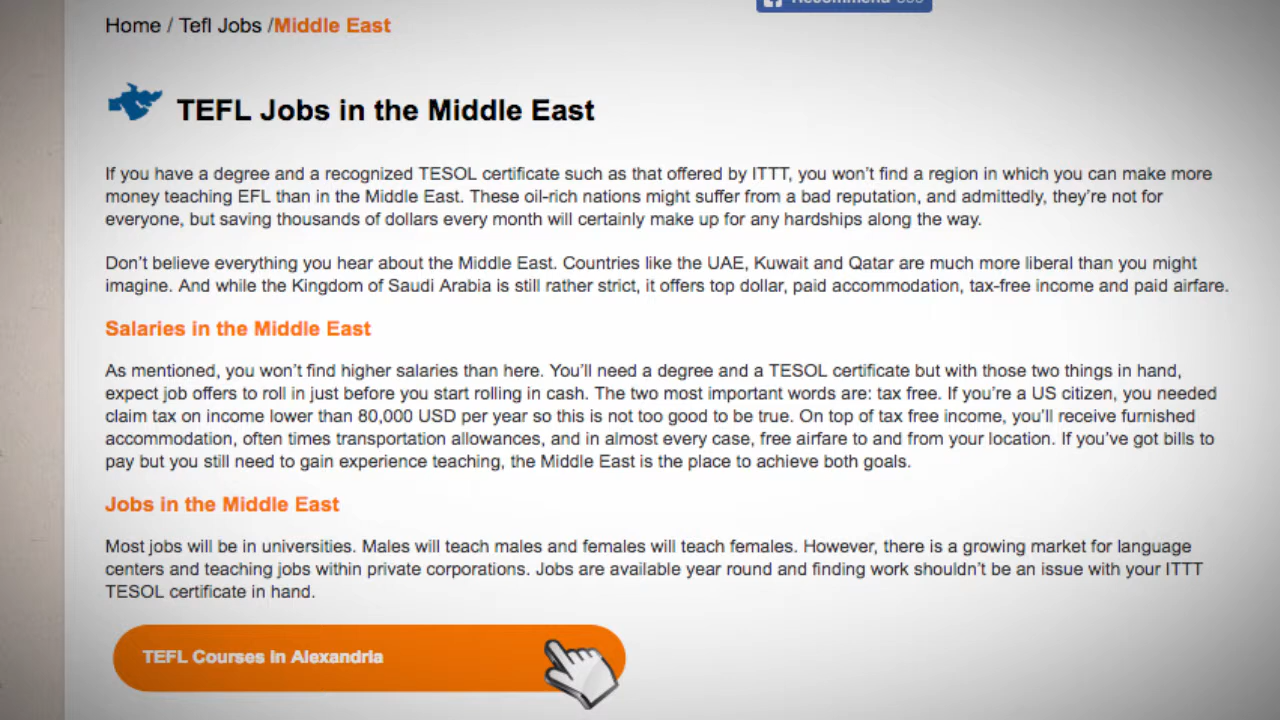 Home / Tefl Jobs /Middle East
TEFL Jobs in the Middle East
If you have a degree and a recognized TESOL certificate such as that offered by ITTT, you won't find a region in which you can make more
money teaching EFL than in the Middle East. These oil-rich nations might suffer from a bad reputation, and admittedly, they're not for
everyone, but saving thousands of dollars every month will certainly make up for any hardships along the way.
Don't believe everything you hear about the Middle East. Countries like the UAE, Kuwait and Qatar are much more liberal than you might
imagine. And while the Kingdom of Saudi Arabia is still rather strict, it offers top dollar, paid accommodation, tax-free income and paid airfare.
Salaries in the Middle East
As mentioned, you won't find higher salaries than here. You'll need a degree and a TESOL certificate but with those two things in hand,
expect job offers to roll in just before you start rolling in cash. The two most important words are: tax free. If you're a US citizen, you needed
claim tax on income lower than 80,000 USD per year so this is not too good to be true. On top of tax free income, you'll receive furnished
accommodation, often times transportation allowances, and in almost every case, free airfare to and from your location. If you've got bills to
pay but you still need to gain experience teaching, the Middle East is the place to achieve both goals.
Jobs in the Middle East
Most jobs will be in universities. Males will teach males and females will teach females. However, there is a growing market for language
centers and teaching jobs within private corporations. Jobs are available year round and finding work shouldn't be an issue with your ITTT
TESOL certificate in hand.
TEFL Courses in Alexandria